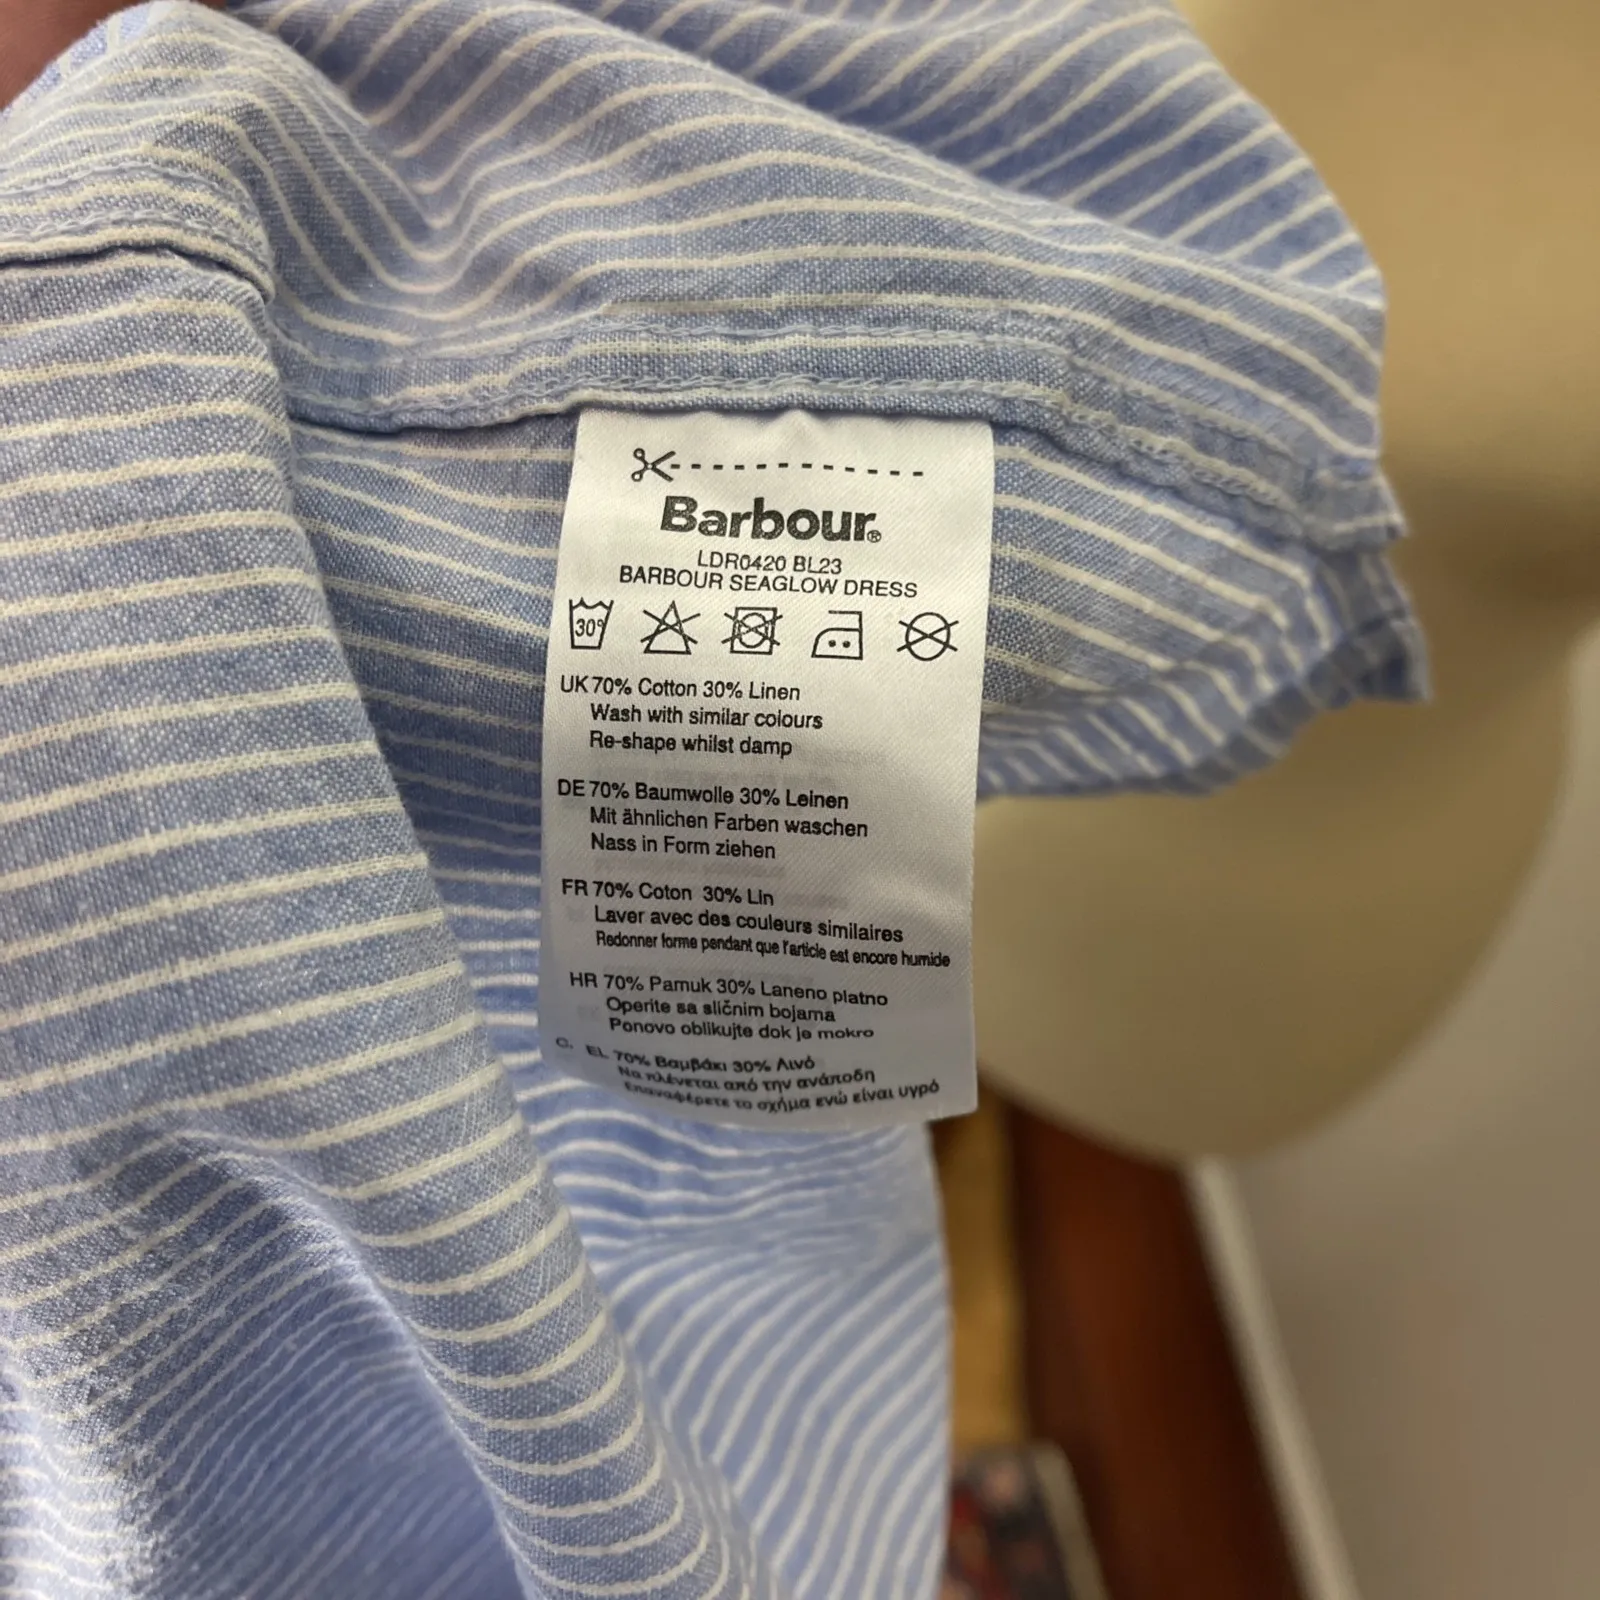 Barbour®
LDR0420 BL23
BARBOUR SEAGLOW DRESS
30°
UK 70% Cotton 30% Linen
Wash with similar colours
Re-shape whilst damp
DE 70% Baumwolle 30% Leinen
Mit ähnlichen Farben waschen
Nass in Form ziehen
FR 70% Coton 30% Lin
Laver avec des couleurs similaires
Redonner forme pendant que l'article est encore humide
HR 70% Pamuk 30% Laneno platno
Operite sa sličnim bojama
Ponovo oblikujte dok je mokro
EL 70% Βαμβάκι 30% Λινό
Να πλένεται από την ανάποδη
Επαναφέρετε το σχήμα ενώ είναι υγρό